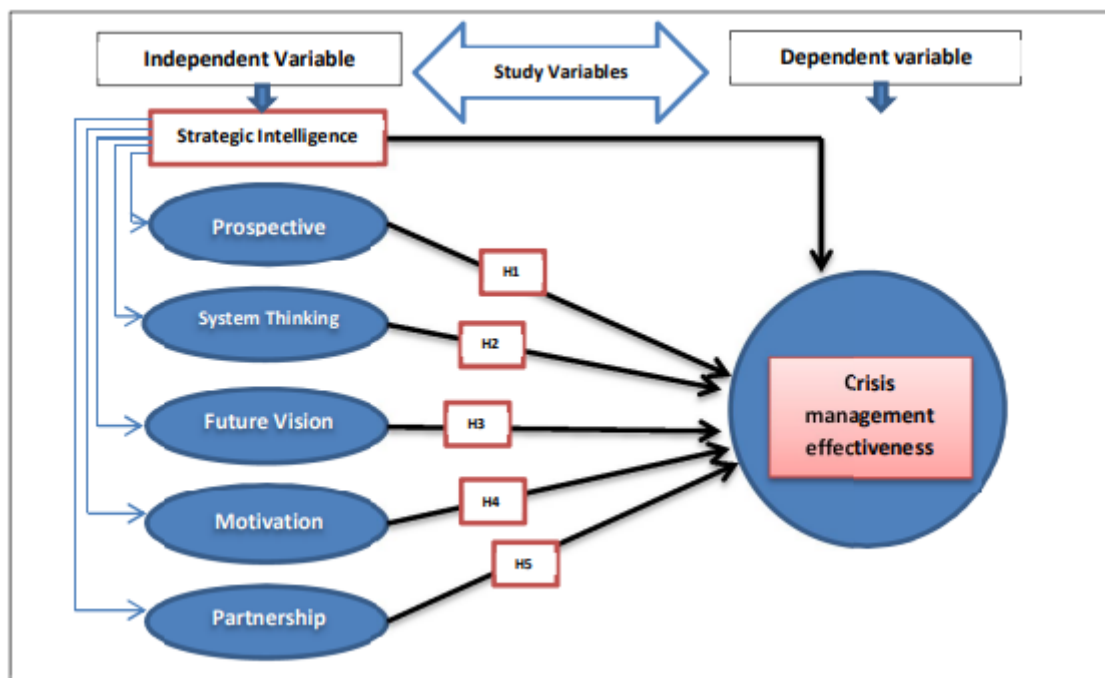 Independent Variable
Study Variables
Dependent variable
Strategic Intelligence
Prospective
H1
System Thinking
H2
Future Vision
H3
Motivation
H4
Partnership
H5
Crisis
management
effectiveness